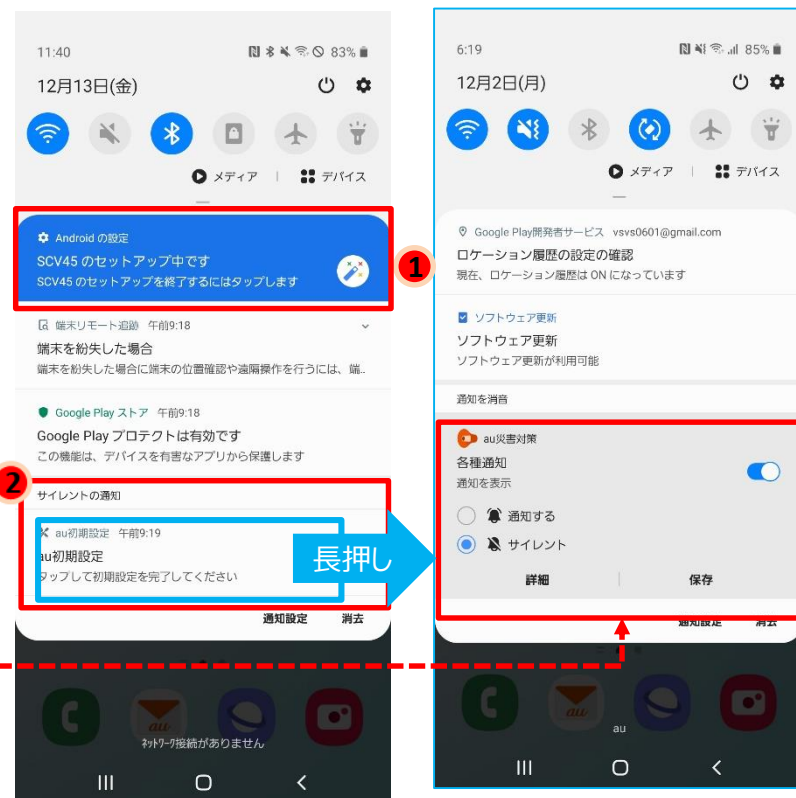 11:40
83%
12月13日(金)
メディア
デバイス
Android の設定
SCV45 のセットアップ中です
SCV45 のセットアップを終了するにはタップします
1
端末リモート追跡 午前9:18
端末を紛失した場合
端末を紛失した場合に端末の位置確認や遠隔操作を行うには、端..
Google Play ストア 午前9:18
Google Play プロテクトは有効です
この機能は、デバイスを有害なアプリから保護します
2
サイレントの通知
au初期設定 午前9:19
au初期設定
タップして初期設定を完了してください
長押し
通知設定 消去
au
ネットワーク接続がありません
6:19
85%
12月2日(月)
メディア
デバイス
Google Play開発者サービス vsvs0601@gmail.com
ロケーション履歴の設定の確認
現在、ロケーション履歴は ON になっています
ソフトウェア更新
ソフトウェア更新
ソフトウェア更新が利用可能
通知を消音
au災害対策
各種通知
通知を表示
通知する
サイレント
詳細 保存
通知設定 消去
au
au